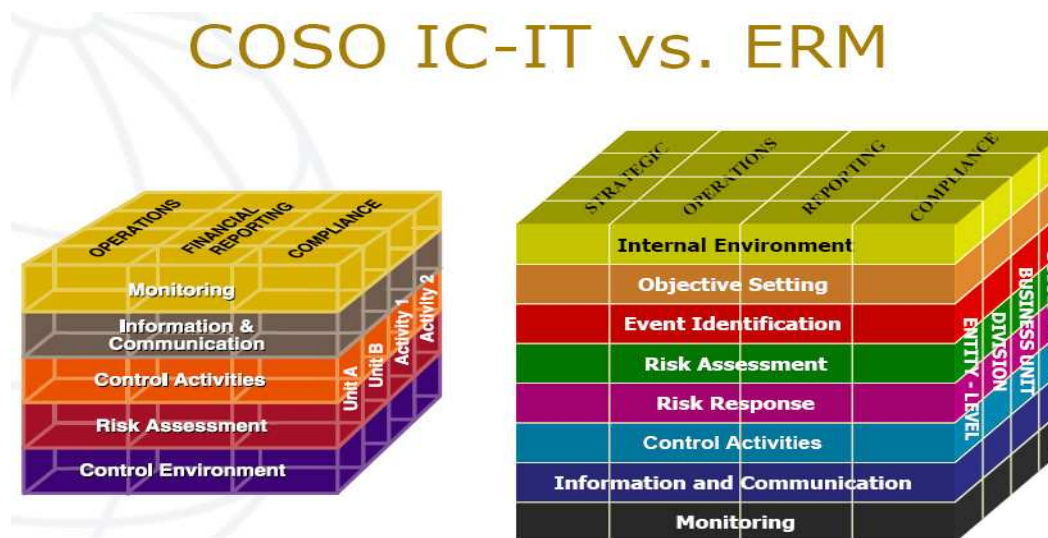 COSO IC-IT vs. ERM
OPERATIONS
FINANCIAL
REPORTING
COMPLIANCE
Monitoring
Information &
Communication
Control Activities
Risk Assessment
Control Environment
Unit A
Unit B
Activity 1
Activity 2
STRATEGIC
OPERATIONS
REPORTING
COMPLIANCE
Internal Environment
Objective Setting
Event Identification
Risk Assessment
Risk Response
Control Activities
Information and Communication
Monitoring
ENTITY - LEVEL
DIVISION
BUSINESS UNIT